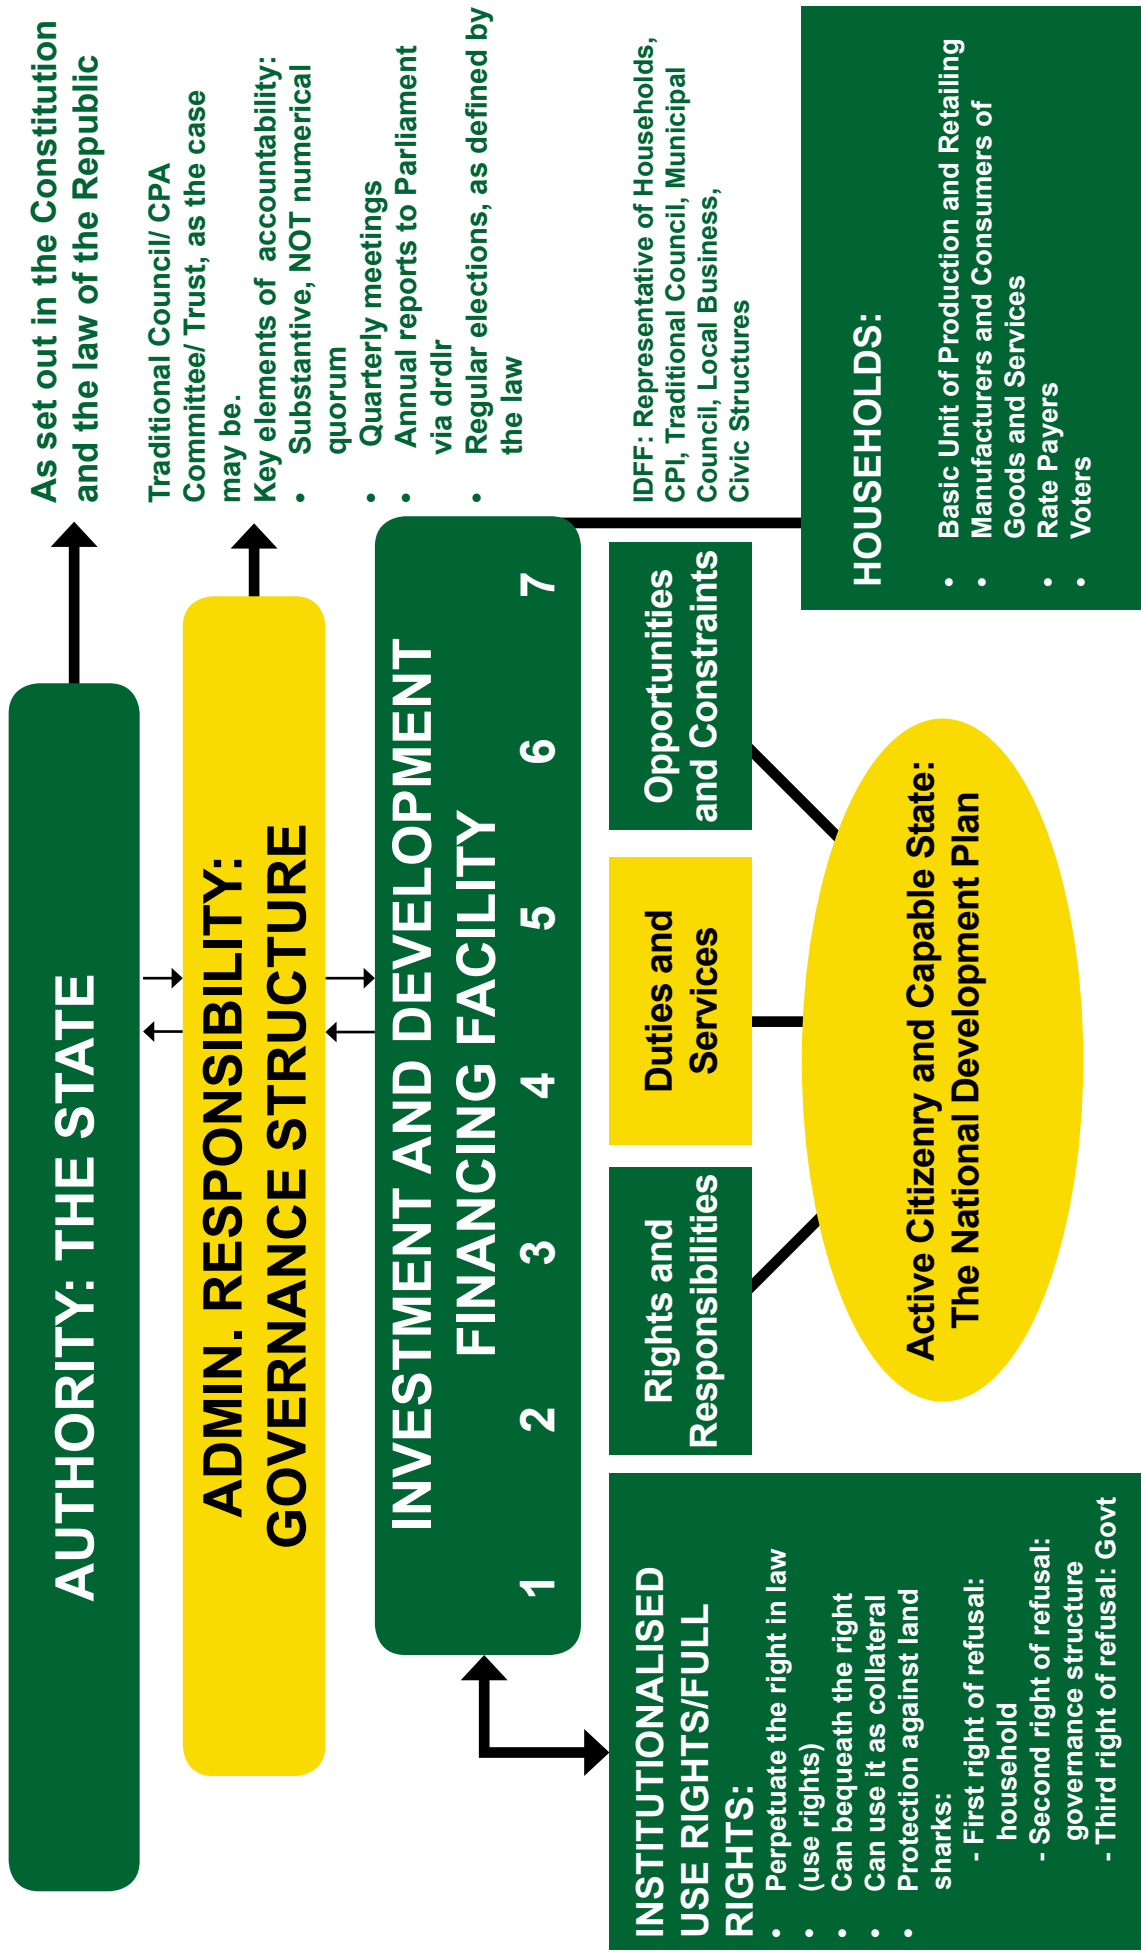 AUTHORITY: THE STATE
As set out in the Constitution
and the law of the Republic
ADMIN. RESPONSIBILITY:
GOVERNANCE STRUCTURE
Traditional Council/ CPA
Committee/ Trust, as the case
may be.
Key elements of accountability:
• Substantive, NOT numerical
quorum
• Quarterly meetings
• Annual reports to Parliament
via drdlr
• Regular elections, as defined by
the law
INVESTMENT AND DEVELOPMENT
FINANCING FACILITY
1 2 3 4 5 6 7
IDFF: Representative of Households,
CPI, Traditional Council, Municipal
Council, Local Business,
Civic Structures
INSTITUTIONALISED
USE RIGHTS/FULL
RIGHTS:
• Perpetuate the right in law
• (use rights)
• Can bequeath the right
• Can use it as collateral
• Protection against land
sharks:
- First right of refusal:
household
- Second right of refusal:
governance structure
- Third right of refusal: Govt
Rights and
Responsibilities
Duties and
Services
Opportunities
and Constraints
Active Citizenry and Capable State:
The National Development Plan
HOUSEHOLDS:
• Basic Unit of Production and Retailing
• Manufacturers and Consumers of
Goods and Services
• Rate Payers
• Voters